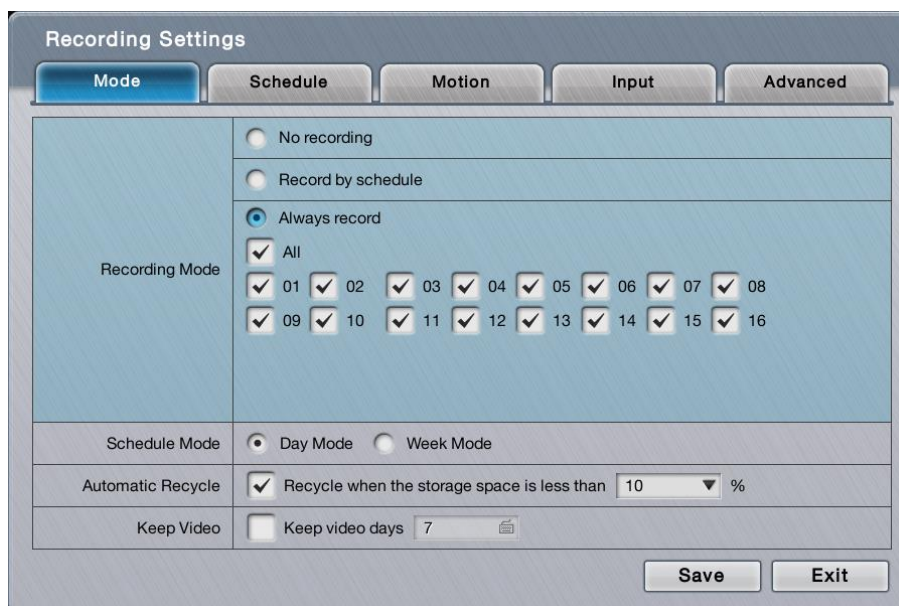 Recording Settings
Mode Schedule Motion Input Advanced
No recording
Record by schedule
Always record
All
Recording Mode
01 02 03 04 05 06 07 08
09 10 11 12 13 14 15 16
Schedule Mode Day Mode Week Mode
Automatic Recycle Recycle when the storage space is less than 10 %
Keep Video Keep video days 7
Save Exit